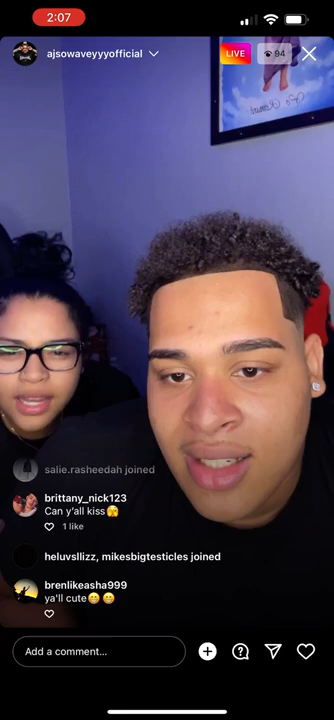 2:07
ajsowaveyyyofficial
LIVE
94
salie.rasheedah joined
brittany_nick123
Can y'all kiss🫣
1 like
heluvsllizz, mikesbigtesticles joined
brenlikeasha999
ya'll cute😁😁
Add a comment...